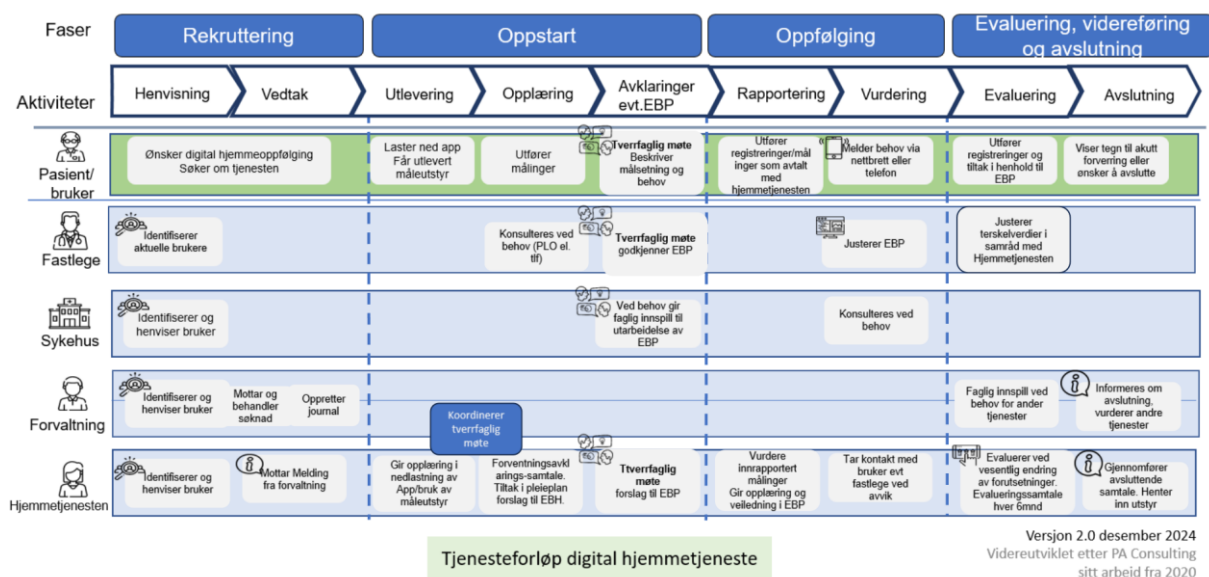 Faser
Rekruttering
Oppstart
Oppfølging
Evaluering, videreføring
og avslutning
Aktiviteter
Henvisning
Vedtak
Utlevering
Opplæring
Avklaringer
evt.EBP
Rapportering
Vurdering
Evaluering
Avslutning
Pasient/
bruker
Ønsker digital hjemmeoppfølging
Søker om tjenesten
Laster ned app
Får utlevert
måleutstyr
Utfører
målinger
Tverrfaglig møte
Beskriver
målsetning og
behov
Utfører
registreringer/mål
inger som avtalt
med
hjemmetjenesten
Melder behov via
nettbrett eller
telefon
Utfører
registreringer og
tiltak i henhold til
EBP
Viser tegn til akutt
forverring eller
ønsker å avslutte
Fastlege
Identifiserer
aktuelle brukere
Konsulteres ved
behov (PLO el.
tlf)
Tverrfaglig møte
godkjenner EBP
Justerer EBP
Justerer
terskelverdier i
samråd med
Hjemmetjenesten
Sykehus
Identifiserer og
henviser bruker
Ved behov gir
faglig innspill til
utarbeidelse av
EBP
Konsulteres ved
behov
Forvaltning
Identifiserer og
henviser bruker
Mottar og
behandler
søknad
Oppretter
journal
Koordinerer
tverrfaglig
møte
Faglig innspill ved
behov for ander
tjenester
Informeres om
avslutning,
vurderer andre
tjenester
Hjemmetjenesten
Identifiserer og
henviser bruker
Mottar Melding
fra forvaltning
Gir opplæring i
nedlastning av
App/bruk av
måleutstyr
Forventningsavkl
arings-samtale.
Tiltak i pleieplan
forslag til EBH.
Ttverrfaglig
møte
forslag til EBP
Vurdere
innrapportert
målinger
Gir opplæring og
veiledning i EBP
Tar kontakt med
bruker evt
fastlege ved
avvik
Evaluerer ved
vesentlig endring
av forutsetninger.
Evalueringssamtale
hver 6mnd
Gjennomfører
avsluttende
samtale. Henter
inn utstyr
Tjenesteforløp digital hjemmetjeneste
Versjon 2.0 desember 2024
Videreutviklet etter PA Consulting
sitt arbeid fra 2020